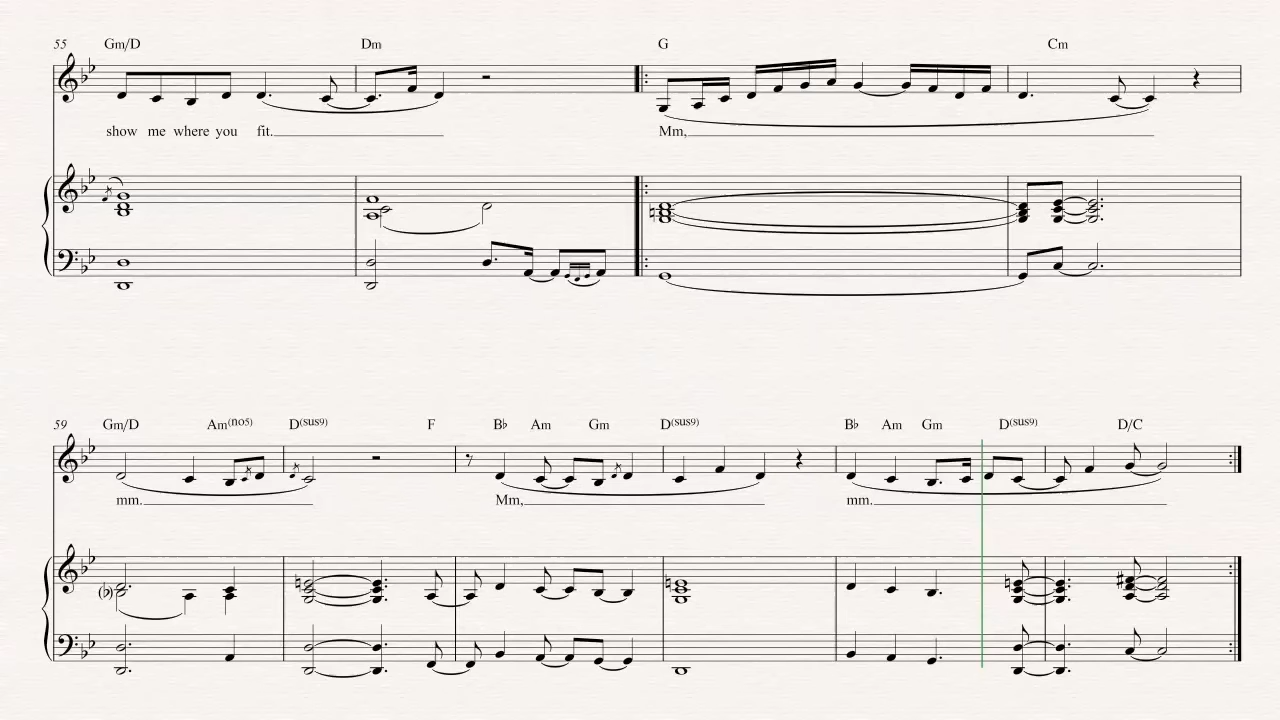 55 Gm/D Dm G Cm
show me where you fit.
Mm,
59 Gm/D Am(no5) D(sus9) F B♭ Am Gm D(sus9) B♭ Am Gm D(sus9) D/C
mm. Mm, mm.